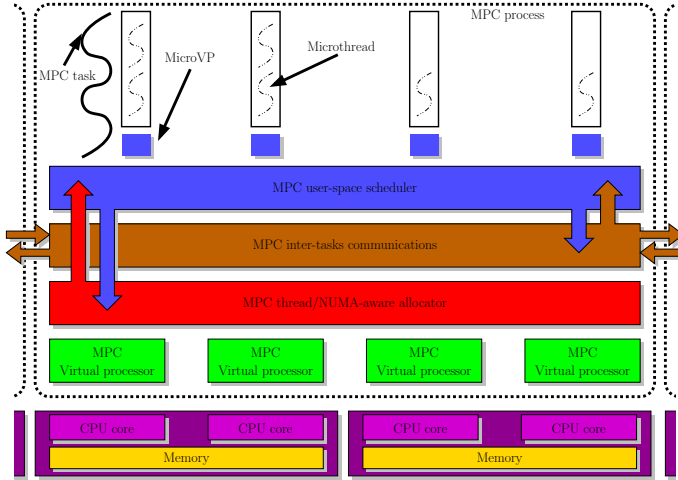 MPC process
MicroVP
Microthread
MPC task
MPC user-space scheduler
MPC inter-tasks communications
MPC thread/NUMA-aware allocator
MPC
Virtual processor
MPC
Virtual processor
MPC
Virtual processor
MPC
Virtual processor
CPU core
CPU core
CPU core
CPU core
Memory
Memory